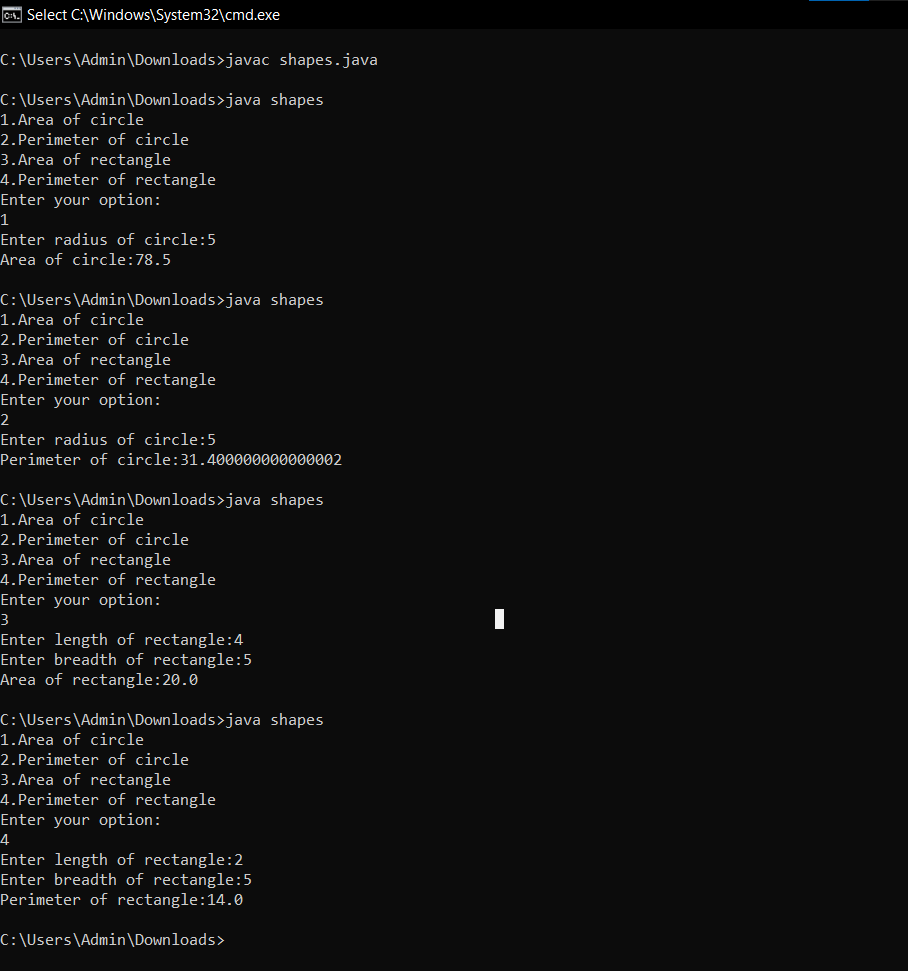 Select C:\Windows\System32\cmd.exe
C:\Users\Admin\Downloads>javac shapes.java
C:\Users\Admin\Downloads>java shapes
1.Area of circle
2.Perimeter of circle
3.Area of rectangle
4.Perimeter of rectangle
Enter your option:
1
Enter radius of circle:5
Area of circle:78.5
C:\Users\Admin\Downloads>java shapes
1.Area of circle
2.Perimeter of circle
3.Area of rectangle
4.Perimeter of rectangle
Enter your option:
2
Enter radius of circle:5
Perimeter of circle:31.400000000000002
C:\Users\Admin\Downloads>java shapes
1.Area of circle
2.Perimeter of circle
3.Area of rectangle
4.Perimeter of rectangle
Enter your option:
3
Enter length of rectangle:4
Enter breadth of rectangle:5
Area of rectangle:20.0
C:\Users\Admin\Downloads>java shapes
1.Area of circle
2.Perimeter of circle
3.Area of rectangle
4.Perimeter of rectangle
Enter your option:
4
Enter length of rectangle:2
Enter breadth of rectangle:5
Perimeter of rectangle:14.0
C:\Users\Admin\Downloads>